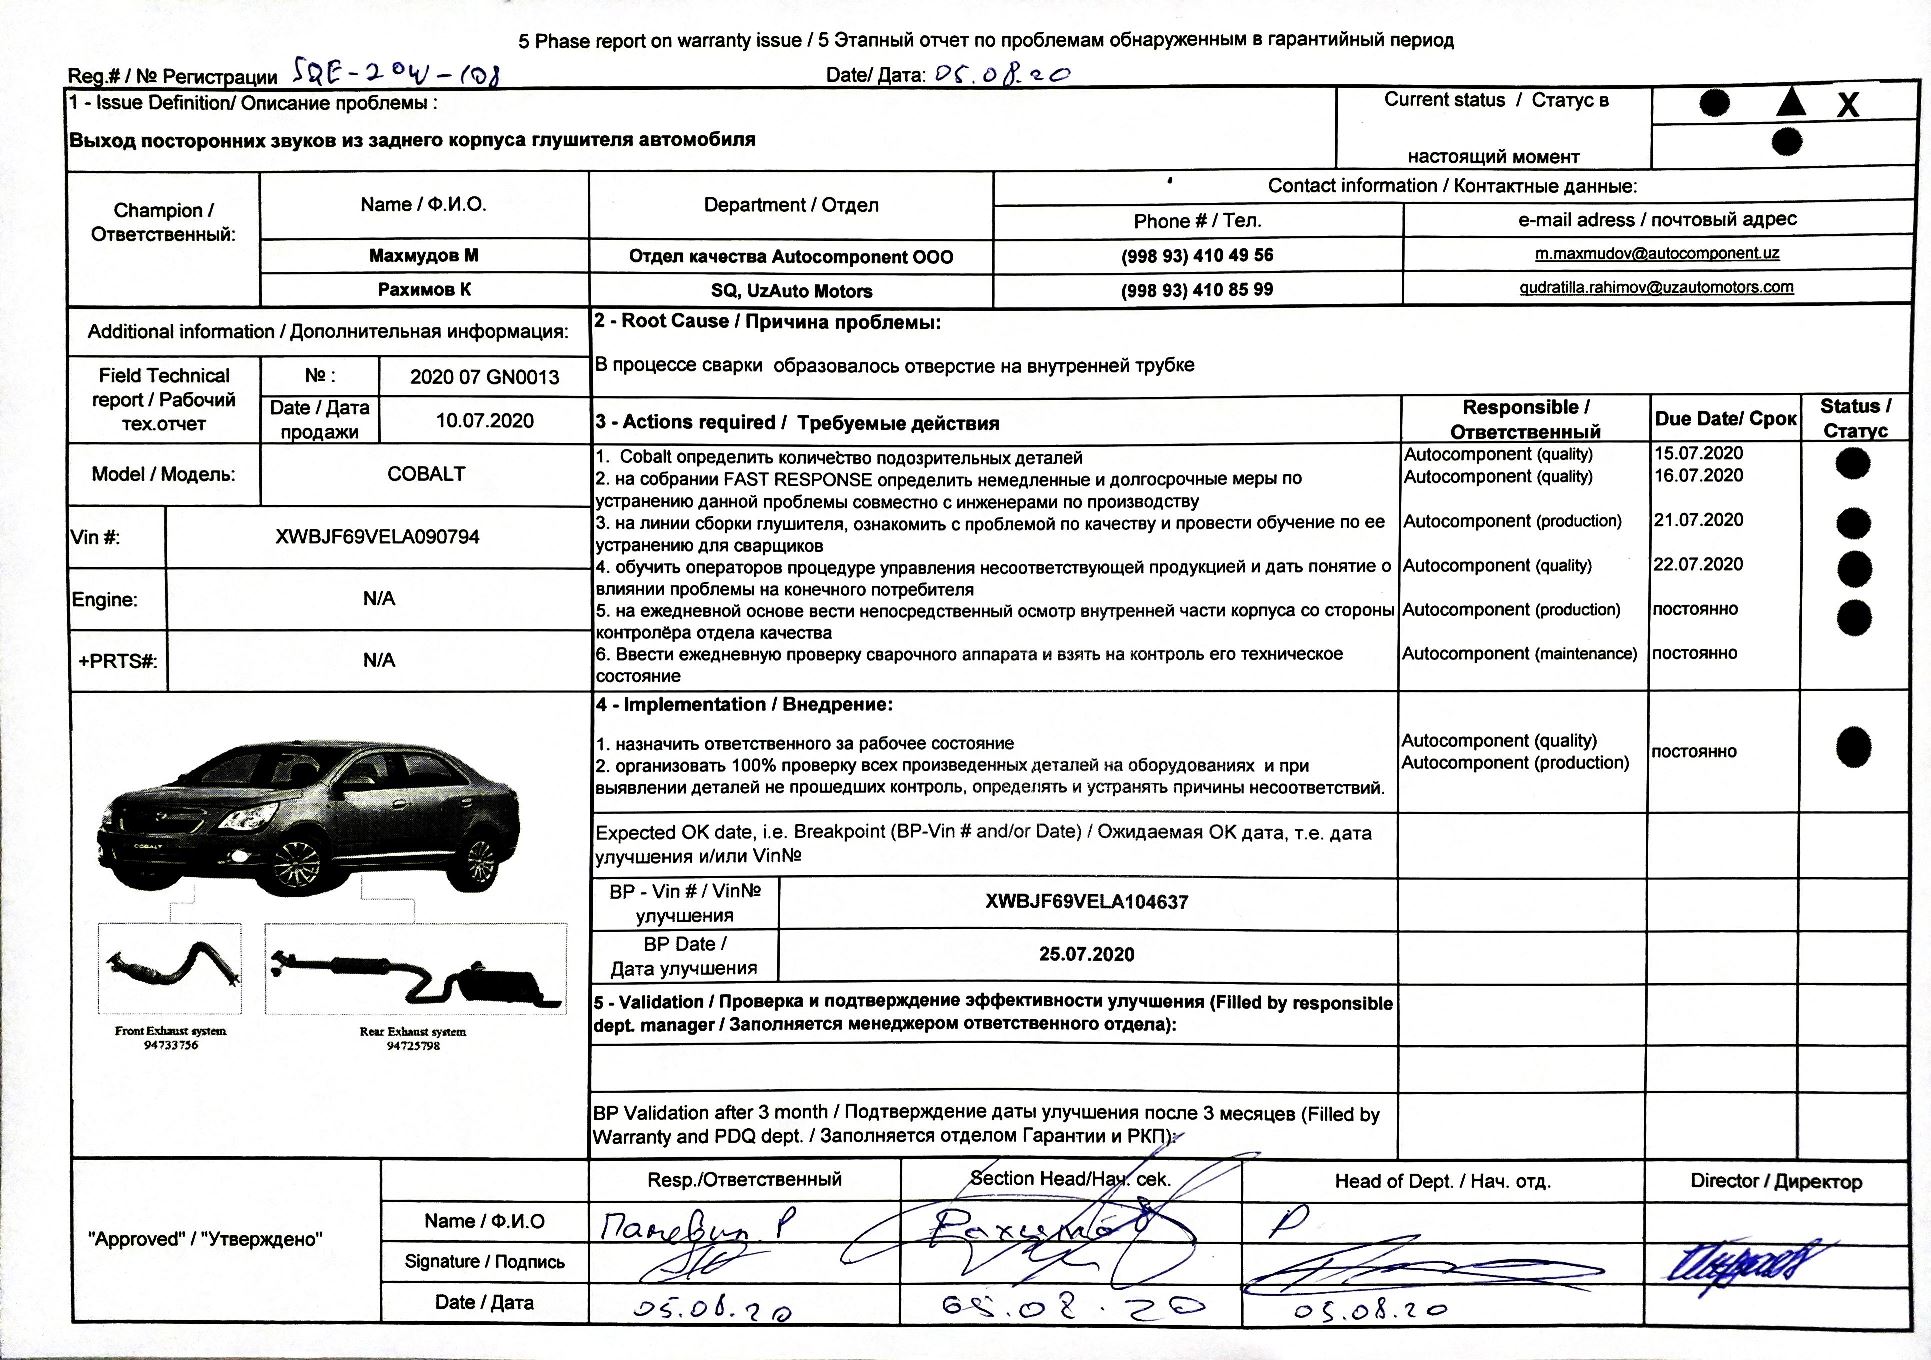 5 Phase report on warranty issue / 5 Этапный отчет по проблемам обнаруженным в гарантийный период
Reg.# / № Регистрации SQE-20W-108 Date/ Дата: 05.08.20
1 - Issue Definition/ Описание проблемы :
Выход посторонних звуков из заднего корпуса глушителя автомобиля
Current status / Статус в
настоящий момент
X
Champion /
Ответственный:
Name / Ф.И.О.
Department / Отдел
Contact information / Контактные данные:
Phone # / Тел.
e-mail adress / почтовый адрес
Махмудов М
Отдел качества Autocomponent ООО
(998 93) 410 49 56
m.maxmudov@autocomponent.uz
Рахимов К
SQ, UzAuto Motors
(998 93) 410 85 99
qudratilla.rahimov@uzautomotors.com
Additional information / Дополнительная информация:
Field Technical
report / Рабочий
тех.отчет
№ :
2020 07 GN0013
Date / Дата
продажи
10.07.2020
Model / Модель:
COBALT
Vin #:
XWBJF69VELA090794
Engine:
N/A
+PRTS#:
N/A
COBALT
Front Exhaust system
94733756
Rear Exhaust system
94725798
2 - Root Cause / Причина проблемы:
В процессе сварки образовалось отверстие на внутренней трубке
3 - Actions required / Требуемые действия
Responsible /
Ответственный
Due Date/ Срок
Status /
Статус
1. Cobalt определить количество подозрительных деталей
Autocomponent (quality)
15.07.2020
2. на собрании FAST RESPONSE определить немедленные и долгосрочные меры по
устранению данной проблемы совместно с инженерами по производству
Autocomponent (quality)
16.07.2020
3. на линии сборки глушителя, ознакомить с проблемой по качеству и провести обучение по ее
устранению для сварщиков
Autocomponent (production)
21.07.2020
4. обучить операторов процедуре управления несоответствующей продукцией и дать понятие о
влиянии проблемы на конечного потребителя
Autocomponent (quality)
22.07.2020
5. на ежедневной основе вести непосредственный осмотр внутренней части корпуса со стороны
контролёра отдела качества
Autocomponent (production)
постоянно
6. Ввести ежедневную проверку сварочного аппарата и взять на контроль его техническое
состояние
Autocomponent (maintenance)
постоянно
4 - Implementation / Внедрение:
1. назначить ответственного за рабочее состояние
2. организовать 100% проверку всех произведенных деталей на оборудованиях и при
выявлении деталей не прошедших контроль, определять и устранять причины несоответствий.
Autocomponent (quality)
Autocomponent (production)
постоянно
Expected OK date, i.e. Breakpoint (BP-Vin # and/or Date) / Ожидаемая ОК дата, т.е. дата
улучшения и/или Vin№
BP - Vin # / Vin№
улучшения
XWBJF69VELA104637
BP Date /
Дата улучшения
25.07.2020
5 - Validation / Проверка и подтверждение эффективности улучшения (Filled by responsible
dept. manager / Заполняется менеджером ответственного отдела):
BP Validation after 3 month / Подтверждение даты улучшения после 3 месяцев (Filled by
Warranty and PDQ dept. / Заполняется отделом Гарантии и РКП):
"Approved" / "Утверждено"
Resp./Ответственный
Section Head/Нач. сек.
Head of Dept. / Нач. отд.
Director / Директор
Name / Ф.И.О
Рахимов
Р
Signature / Подпись
Date / Дата
05.08.20
05.08.20
05.08.20